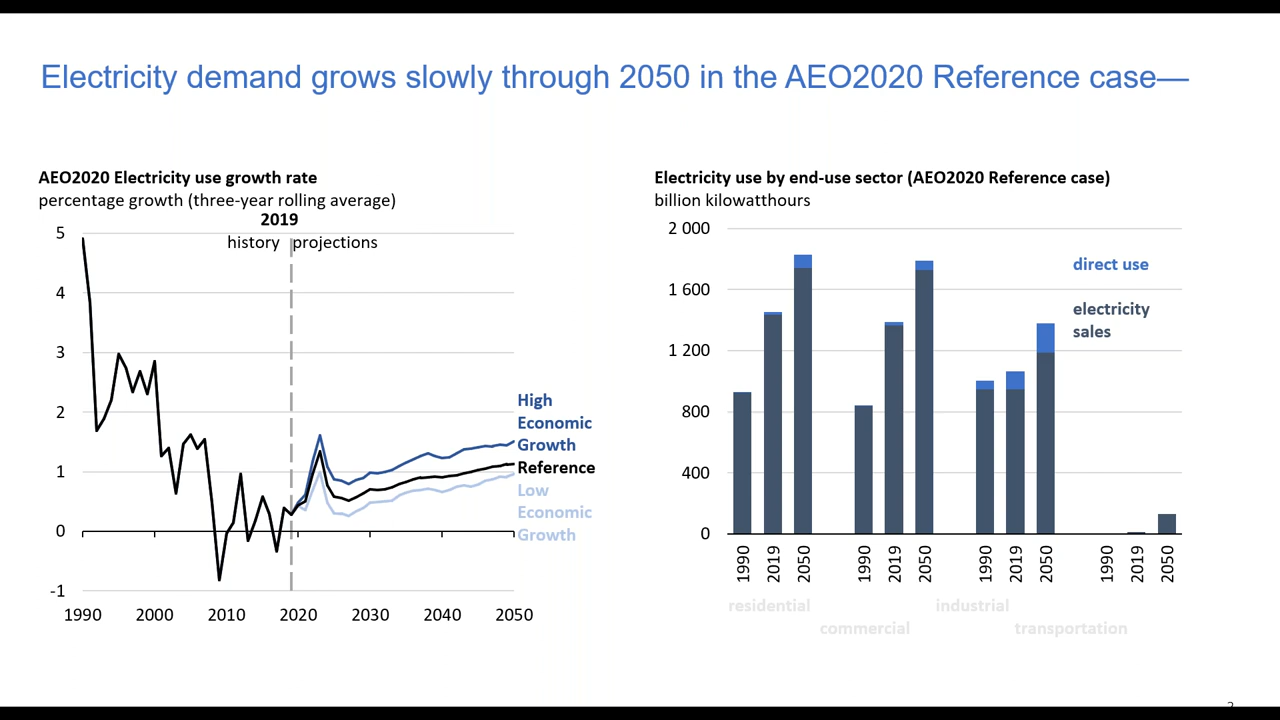 Electricity demand grows slowly through 2050 in the AEO2020 Reference case—
AEO2020 Electricity use growth rate
percentage growth (three-year rolling average)
2019
history projections
5
4
3
2
1
0
-1
1990 2000 2010 2020 2030 2040 2050
High
Economic
Growth
Reference
Low
Economic
Growth
Electricity use by end-use sector (AEO2020 Reference case)
billion kilowatthours
2 000
1 600
1 200
800
400
0
direct use
electricity
sales
1990 2019 2050 1990 2019 2050 1990 2019 2050 1990 2019 2050
residential
commercial
industrial
transportation